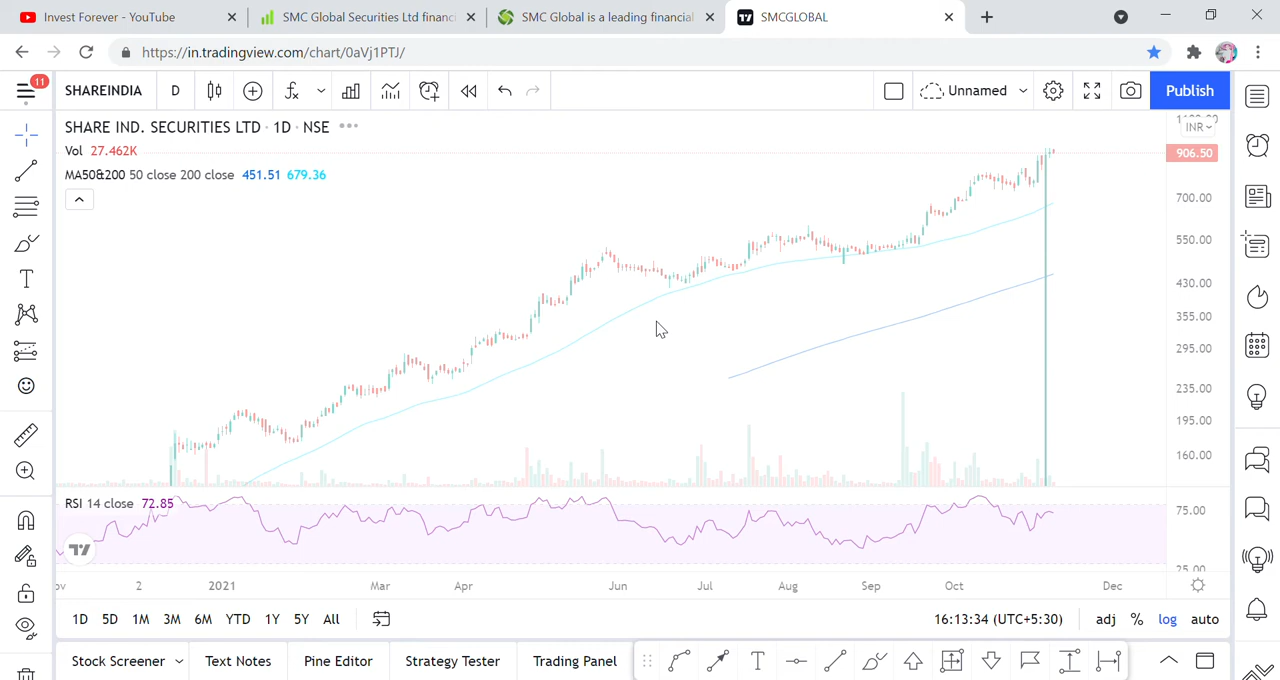 Invest Forever - YouTube
SMC Global Securities Ltd financi
SMC Global is a leading financial
SMCGLOBAL
https://in.tradingview.com/chart/0aVj1PTJ/
11
SHAREINDIA
D
Unnamed
Publish
SHARE IND. SECURITIES LTD · 1D · NSE
Vol 27.462K
MA50&200 50 close 200 close 451.51 679.36
INR
906.50
700.00
550.00
430.00
355.00
295.00
235.00
195.00
160.00
RSI 14 close 72.85
75.00
25.00
2 2021 Mar Apr Jun Jul Aug Sep Oct Dec
1D 5D 1M 3M 6M YTD 1Y 5Y All
16:13:34 (UTC+5:30) adj % log auto
Stock Screener Text Notes Pine Editor Strategy Tester Trading Panel